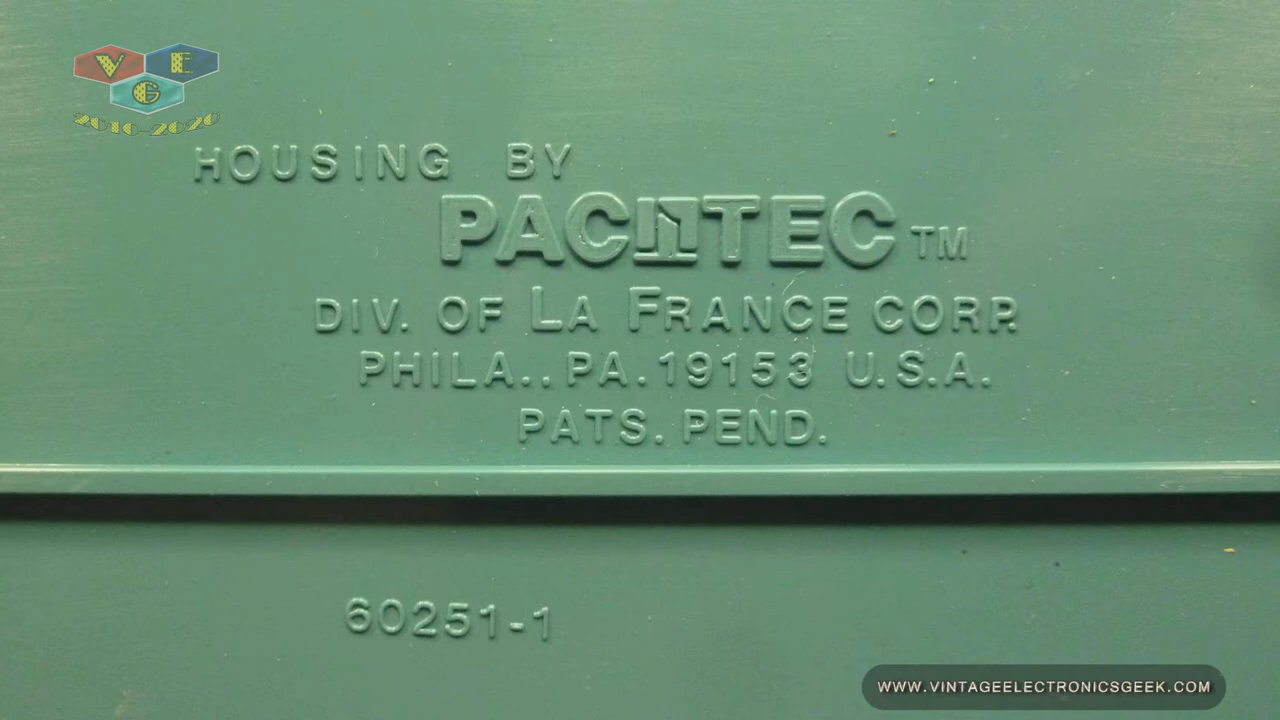 V E
G
2010-2020
HOUSING BY
PACTEC TM
DIV. OF LA FRANCE CORP.
PHILA., PA. 19153 U.S.A.
PATS. PEND.
60251-1
WWW.VINTAGEELECTRONICSGEEK.COM